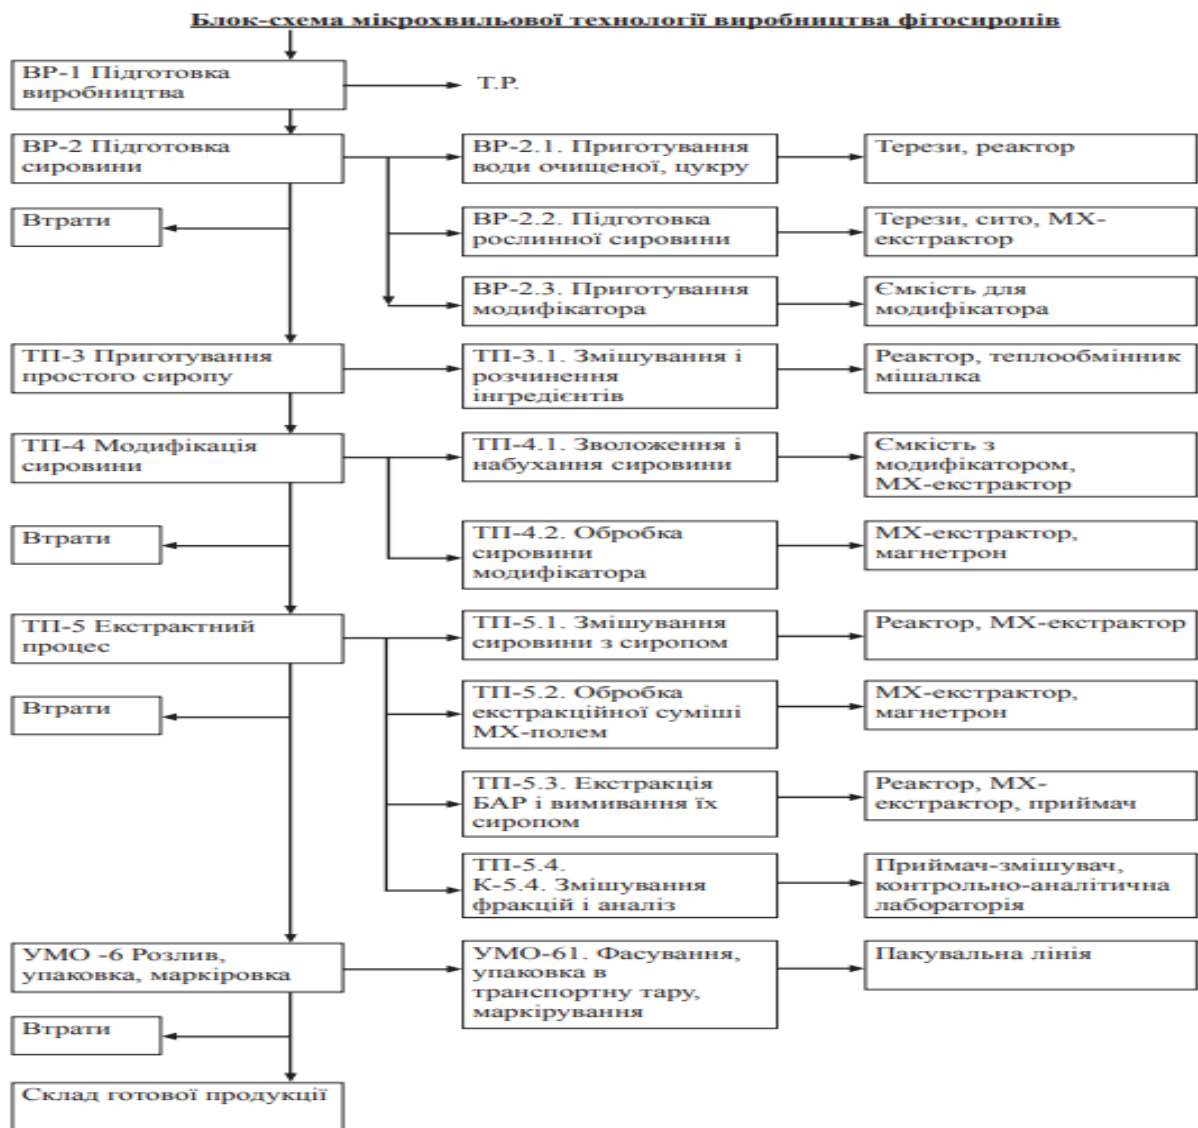 Блок-схема мікрохвильової технології виробництва фітосиропів
ВР-1 Підготовка
виробництва
Т.Р.
ВР-2 Підготовка
сировини
ВР-2.1. Приготування
води очищеної, цукру
Терези, реактор
Втрати
ВР-2.2. Підготовка
рослинної сировини
Терези, сито, МХ-
екстрактор
ВР-2.3. Приготування
модифікатора
Ємкість для
модифікатора
ТП-3 Приготування
простого сиропу
ТП-3.1. Змішування і
розчинення
інгредієнтів
Реактор, теплообмінник
мішалка
ТП-4 Модифікація
сировини
ТП-4.1. Зволоження і
набухання сировини
Ємкість з
модифікатором,
МХ-екстрактор
Втрати
ТП-4.2. Обробка
сировини
модифікатора
МХ-екстрактор,
магнетрон
ТП-5 Екстрактний
процес
ТП-5.1. Змішування
сировини з сиропом
Реактор, МХ-екстрактор
Втрати
ТП-5.2. Обробка
екстракційної суміші
МХ-полем
МХ-екстрактор,
магнетрон
ТП-5.3. Екстракція
БАР і вимивання їх
сиропом
Реактор, МХ-
екстрактор, приймач
ТП-5.4.
К-5.4. Змішування
фракцій і аналіз
Приймач-змішувач,
контрольно-аналітична
лабораторія
УМО -6 Розлив,
упаковка, маркіровка
УМО-61. Фасування,
упаковка в
транспортну тару,
маркірування
Пакувальна лінія
Втрати
Склад готової продукції